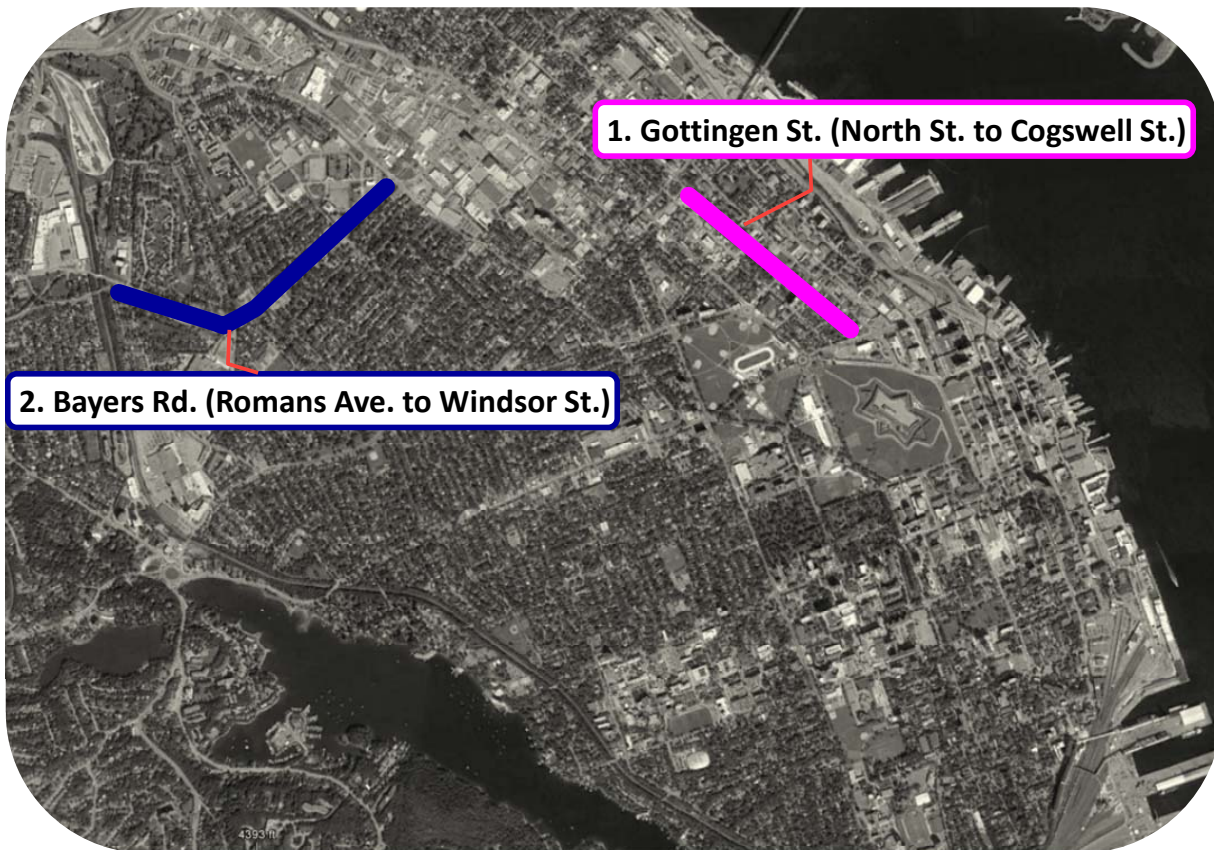 1. Gottingen St. (North St. to Cogswell St.)
2. Bayers Rd. (Romans Ave. to Windsor St.)
4393 ft